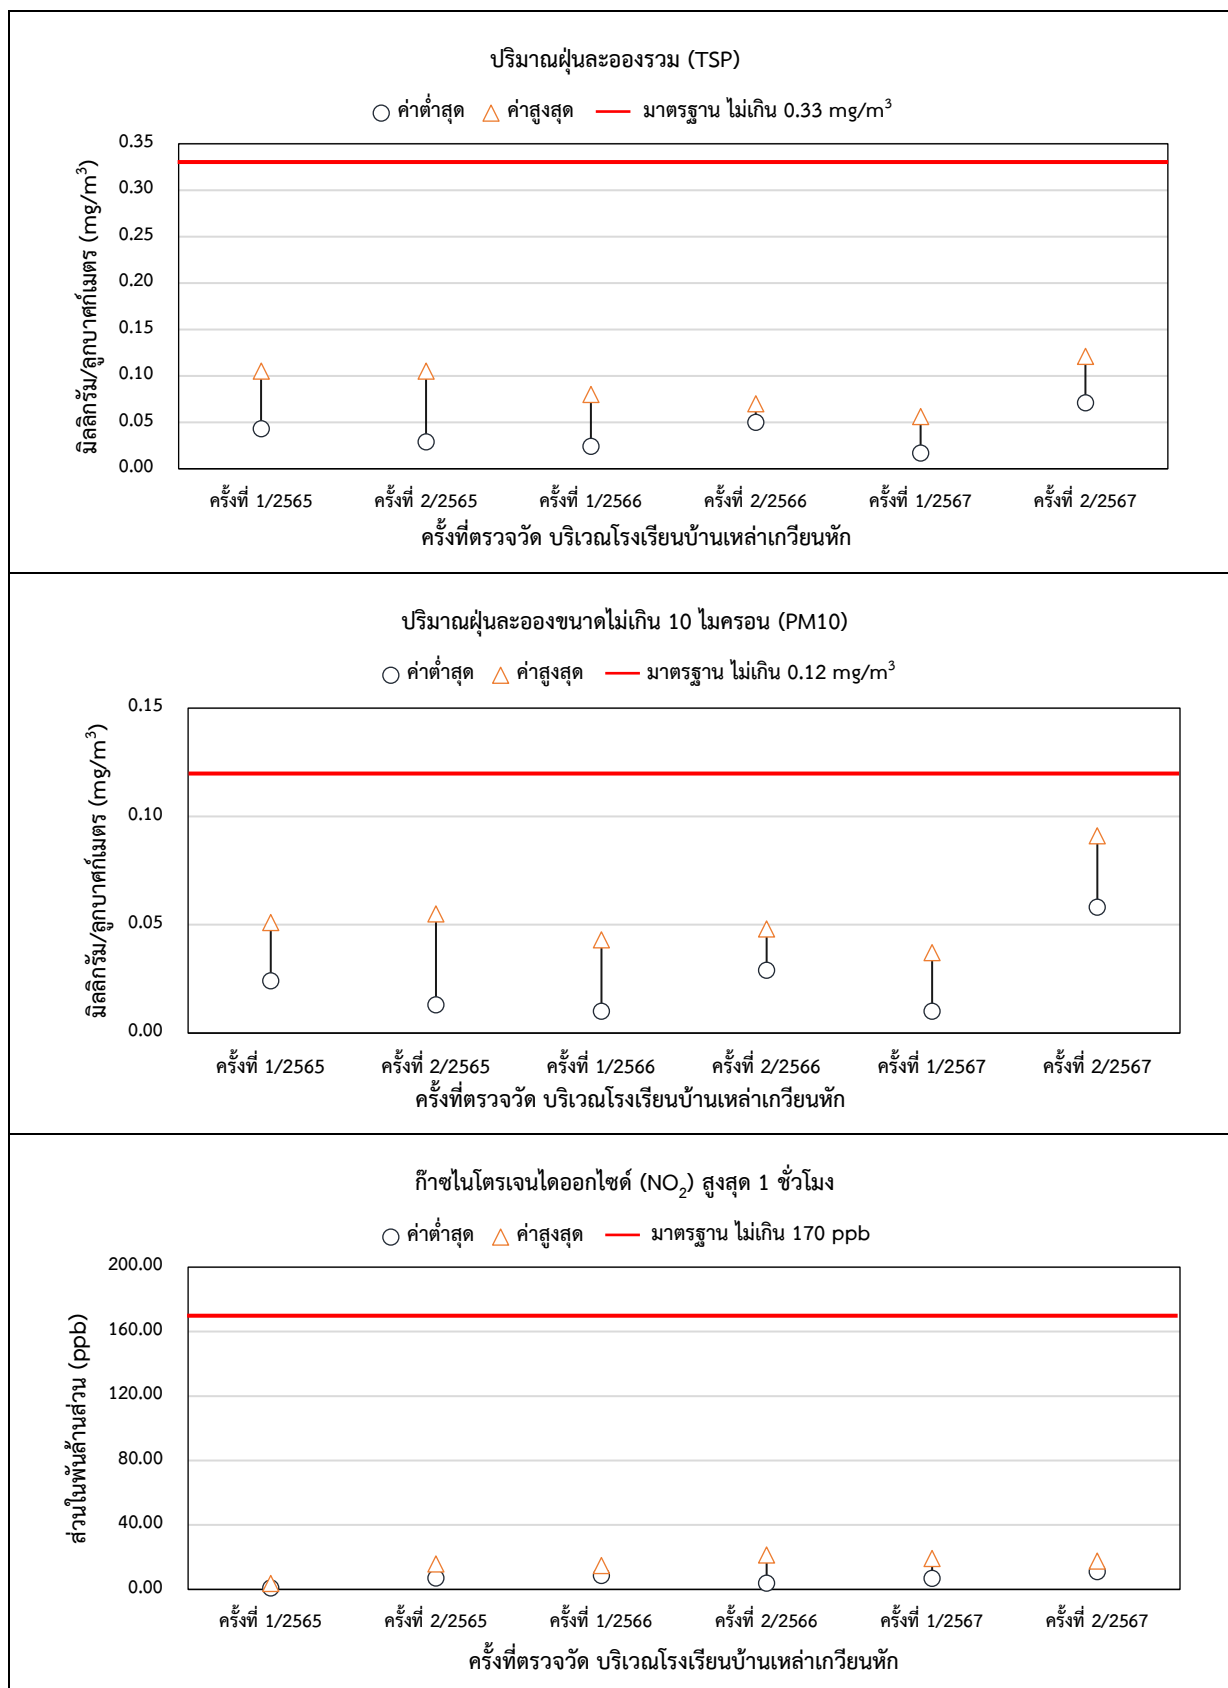 ปริมาณฝุ่นละอองรวม (TSP)
ค่าต่ำสุด ค่าสูงสุด มาตรฐาน ไม่เกิน 0.33 mg/m³
มิลลิกรัม/ลูกบาศก์เมตร (mg/m³)
0.35
0.30
0.25
0.20
0.15
0.10
0.05
0.00
ครั้งที่ 1/2565 ครั้งที่ 2/2565 ครั้งที่ 1/2566 ครั้งที่ 2/2566 ครั้งที่ 1/2567 ครั้งที่ 2/2567
ครั้งที่ตรวจวัด บริเวณโรงเรียนบ้านเหล่าเกวียนหัก
ปริมาณฝุ่นละอองขนาดไม่เกิน 10 ไมครอน (PM10)
ค่าต่ำสุด ค่าสูงสุด มาตรฐาน ไม่เกิน 0.12 mg/m³
มิลลิกรัม/ลูกบาศก์เมตร (mg/m³)
0.15
0.10
0.05
0.00
ครั้งที่ 1/2565 ครั้งที่ 2/2565 ครั้งที่ 1/2566 ครั้งที่ 2/2566 ครั้งที่ 1/2567 ครั้งที่ 2/2567
ครั้งที่ตรวจวัด บริเวณโรงเรียนบ้านเหล่าเกวียนหัก
ก๊าซไนโตรเจนไดออกไซด์ (NO₂) สูงสุด 1 ชั่วโมง
ค่าต่ำสุด ค่าสูงสุด มาตรฐาน ไม่เกิน 170 ppb
ส่วนในพันล้านส่วน (ppb)
200.00
160.00
120.00
80.00
40.00
0.00
ครั้งที่ 1/2565 ครั้งที่ 2/2565 ครั้งที่ 1/2566 ครั้งที่ 2/2566 ครั้งที่ 1/2567 ครั้งที่ 2/2567
ครั้งที่ตรวจวัด บริเวณโรงเรียนบ้านเหล่าเกวียนหัก